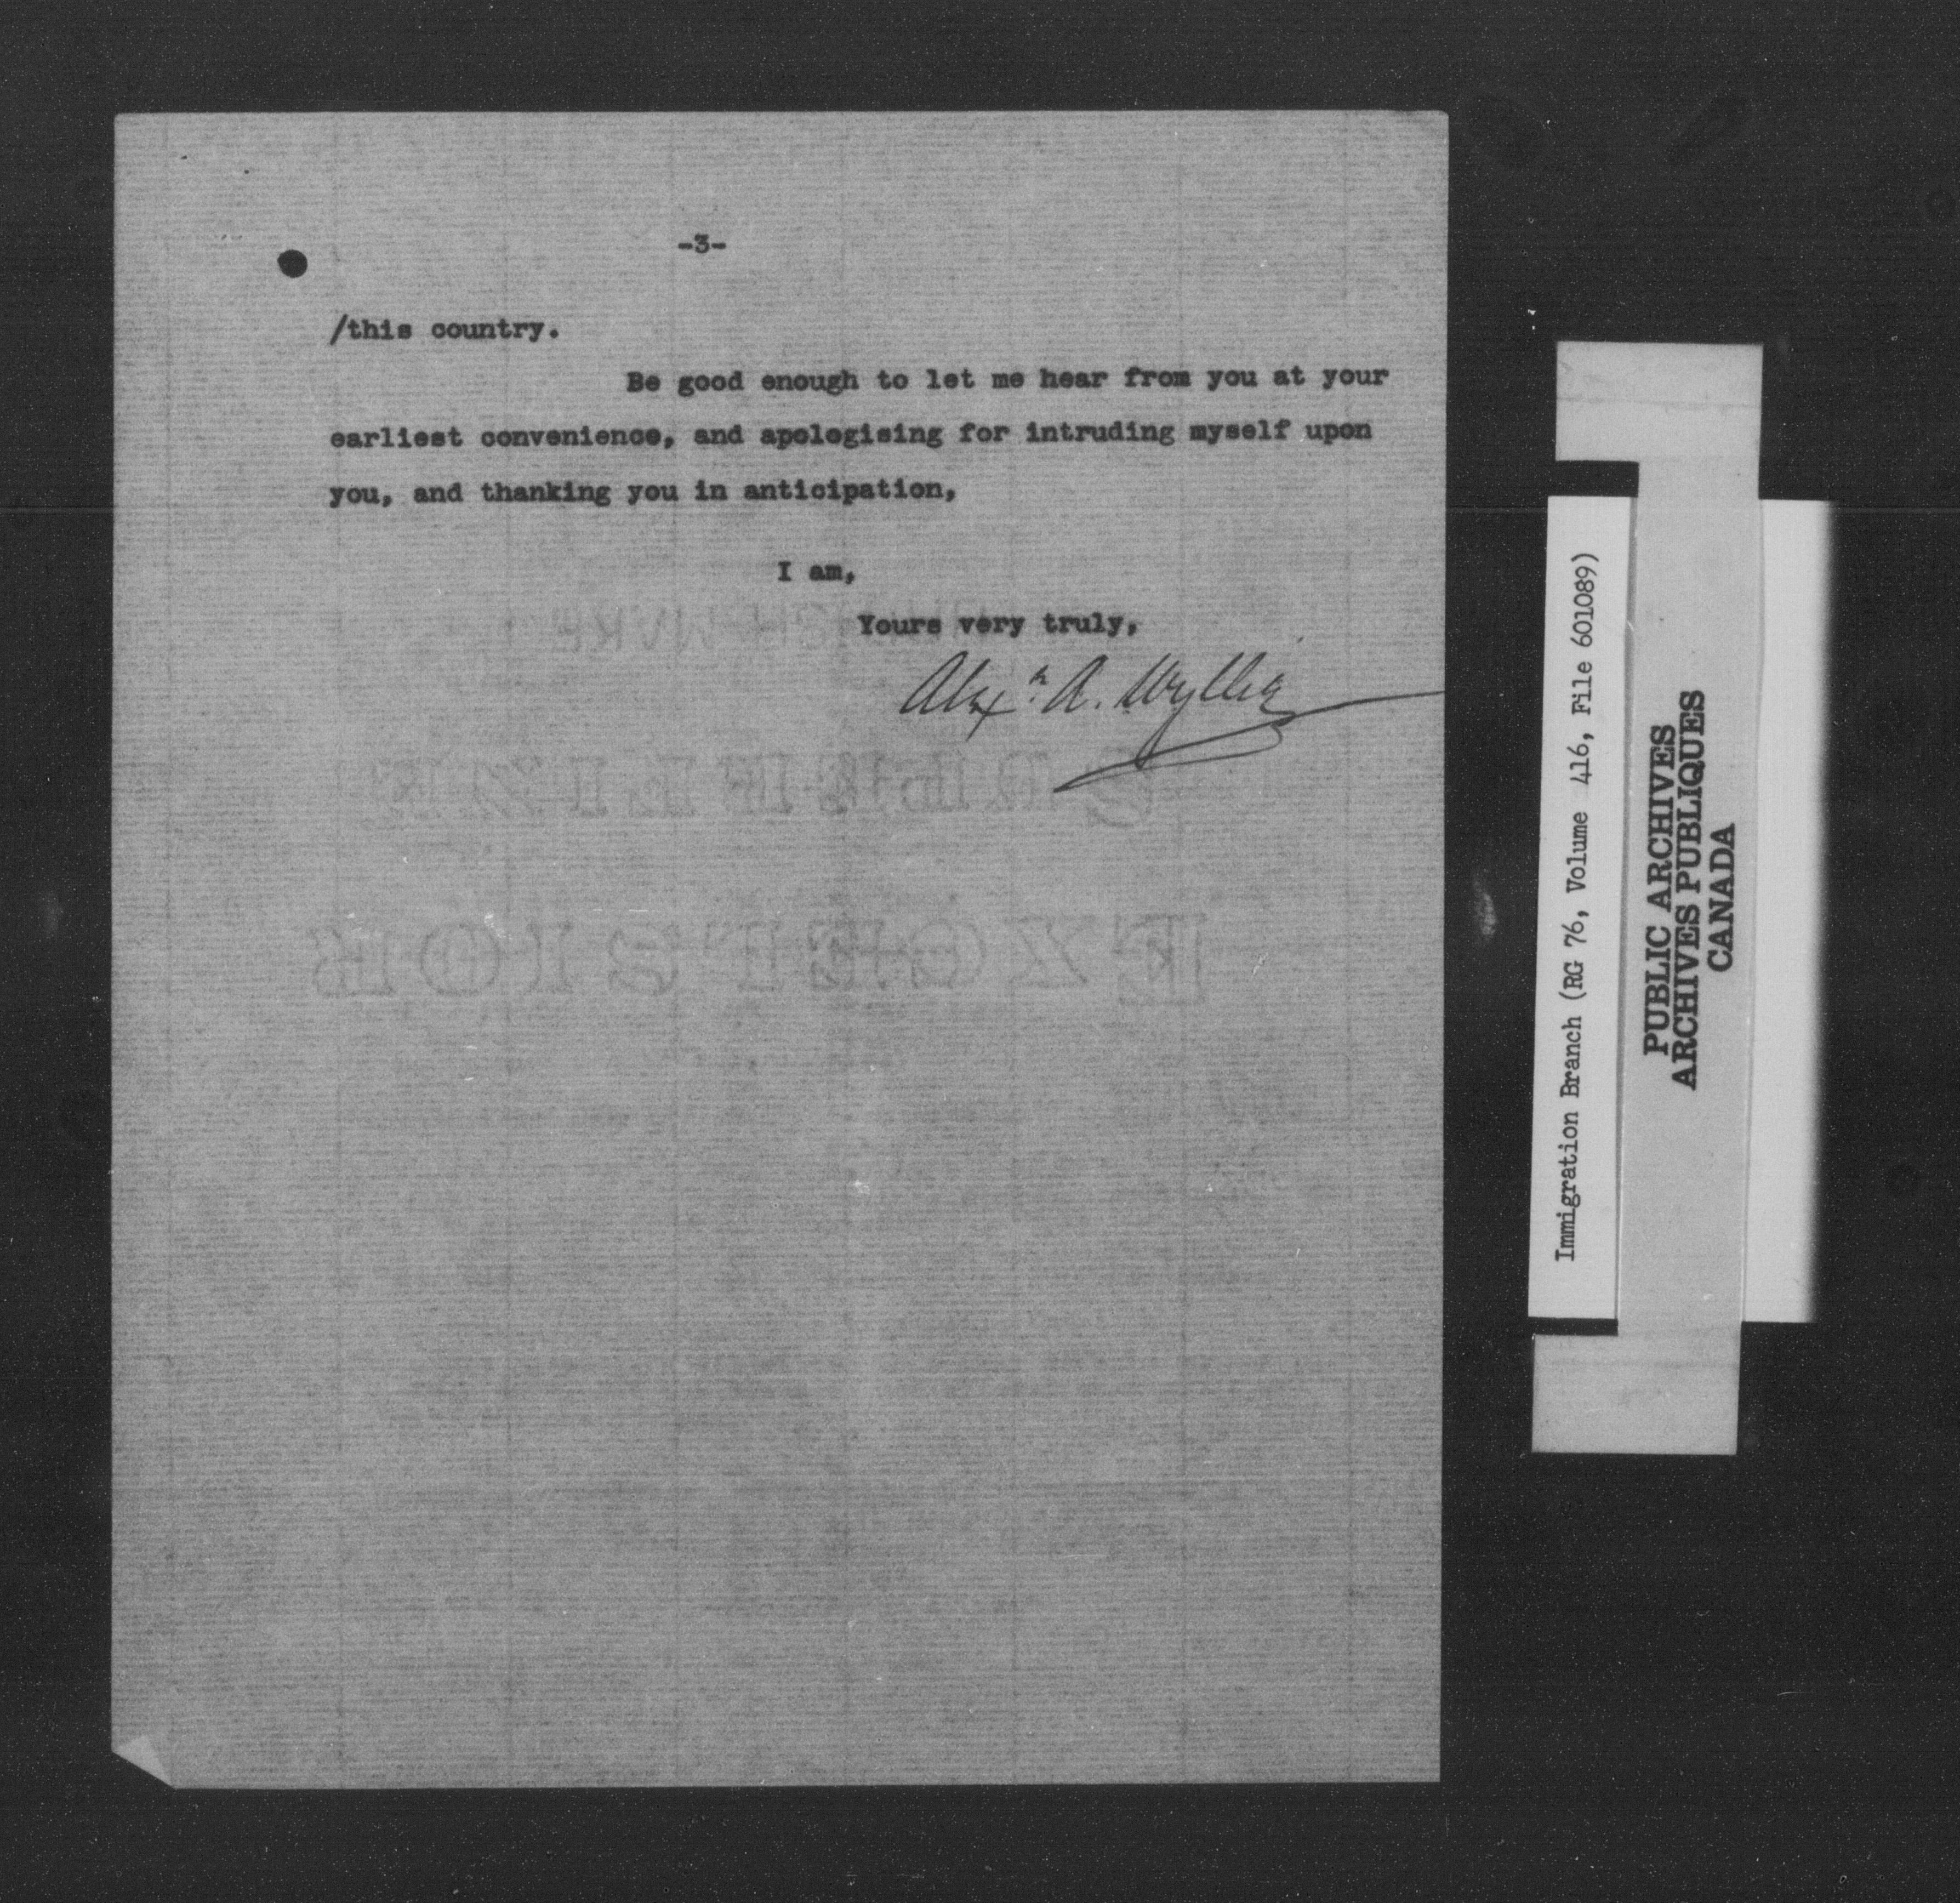 -3-
/this country.
Be good enough to let me hear from you at your
earliest convenience, and apologising for intruding myself upon
you, and thanking you in anticipation,
I am,
Yours very truly,
Alexr. A. Wyllie
Immigration Branch (RG 76, Volume 416, File 601089)
PUBLIC ARCHIVES
ARCHIVES PUBLIQUES
CANADA